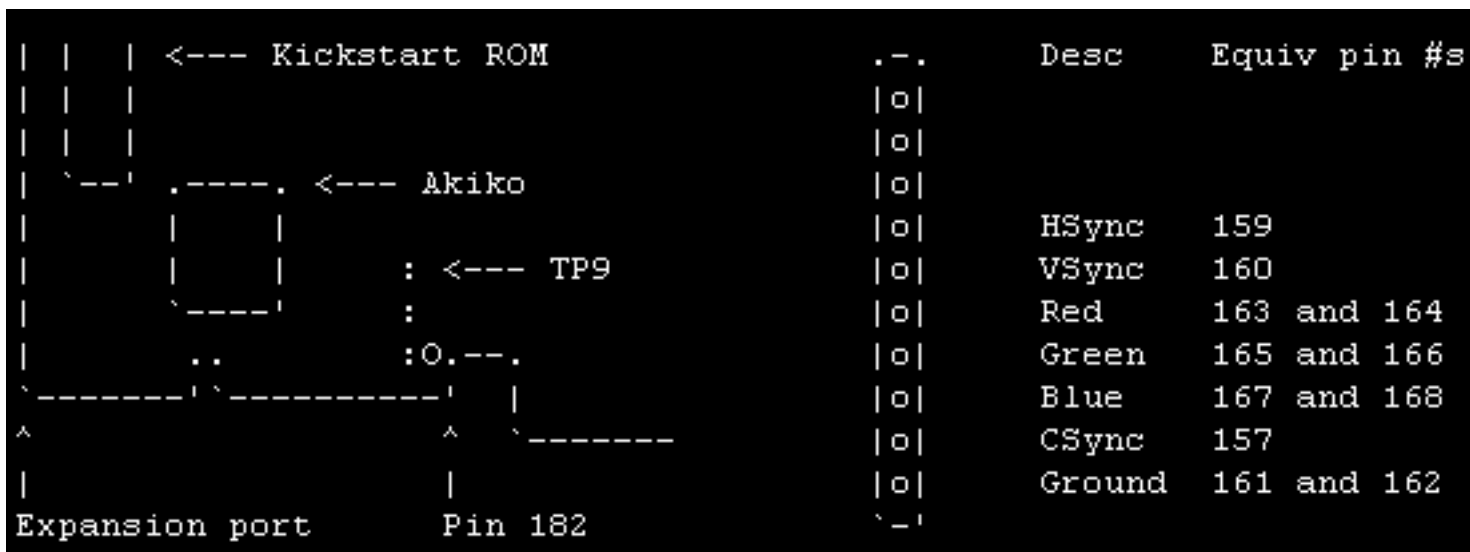 <--- Kickstart ROM Desc Equiv pin #s
|o|
|o|
<--- Akiko |o|
|o| HSync 159
: <--- TP9 |o| VSync 160
: |o| Red 163 and 164
:O |o| Green 165 and 166
|o| Blue 167 and 168
|o| CSync 157
|o| Ground 161 and 162
Expansion port Pin 182